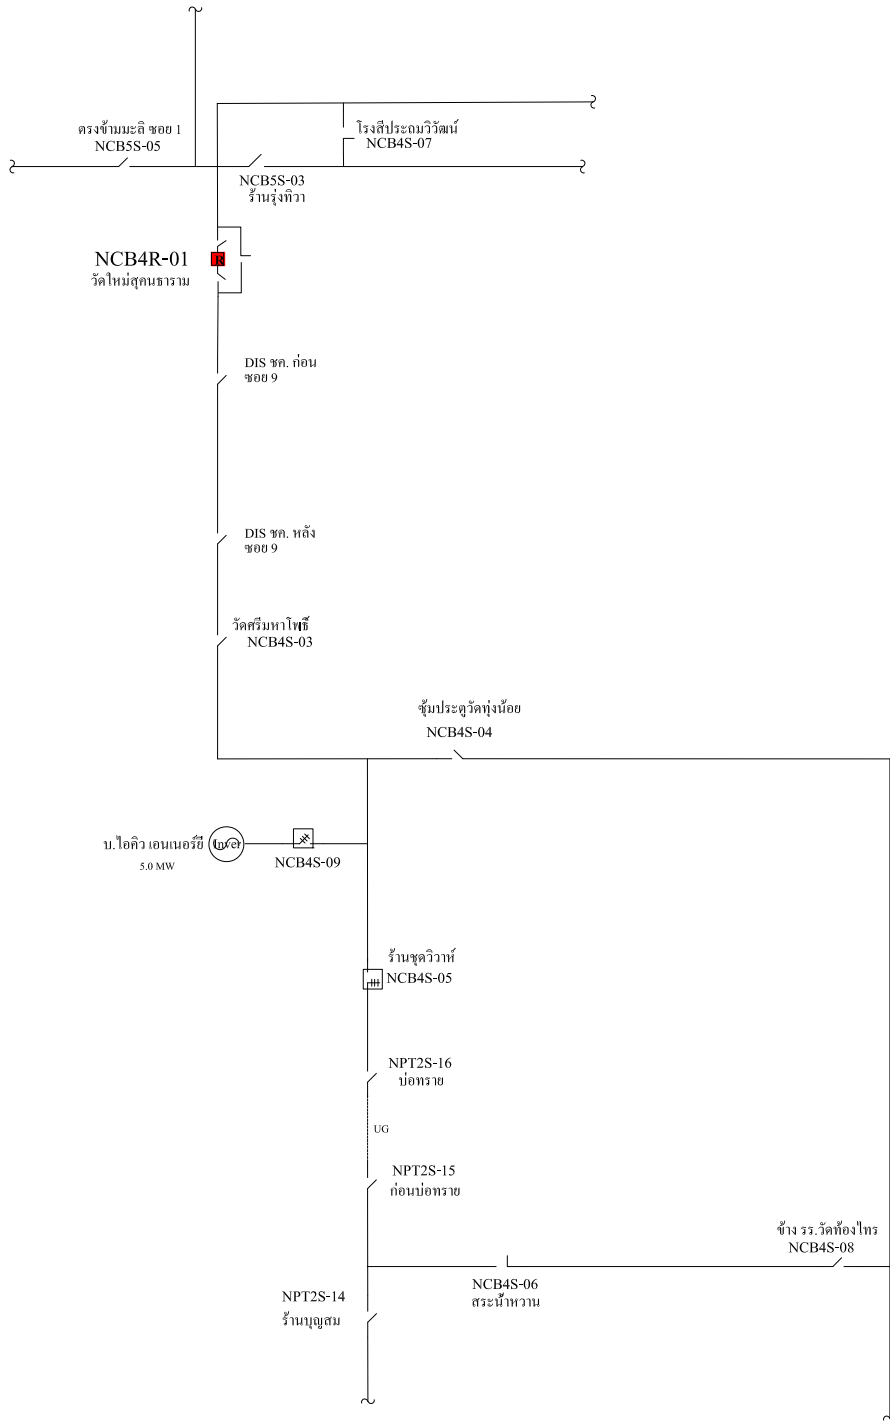 ตรงข้ามมะลิ ซอย 1
NCB5S-05
โรงสีประถมวิวัฒน์
NCB4S-07
NCB5S-03
ร้านรุ่งทิวา
NCB4R-01
R
วัดใหม่สุคนธาราม
DIS ชค. ก่อน
ซอย 9
DIS ชค. หลัง
ซอย 9
วัดศรีมหาโพธิ์
NCB4S-03
ซุ้มประตูวัดทุ่งน้อย
NCB4S-04
บ.ไอคิว เอนเนอร์ยี
Inver
5.0 MW
NCB4S-09
ร้านชุดวิวาห์
NCB4S-05
NPT2S-16
บ่อทราย
UG
NPT2S-15
ก่อนบ่อทราย
ข้าง รร.วัดท้องไทร
NCB4S-08
NCB4S-06
สระน้ำหวาน
NPT2S-14
ร้านบุญสม